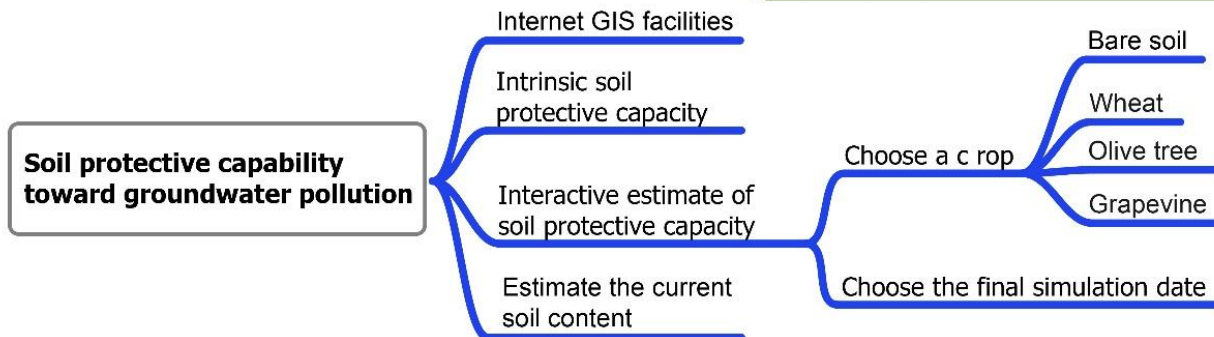 Soil protective capability
toward groundwater pollution
Internet GIS facilities
Intrinsic soil
protective capacity
Interactive estimate of
soil protective capacity
Estimate the current
soil content
Choose a c rop
Choose the final simulation date
Bare soil
Wheat
Olive tree
Grapevine